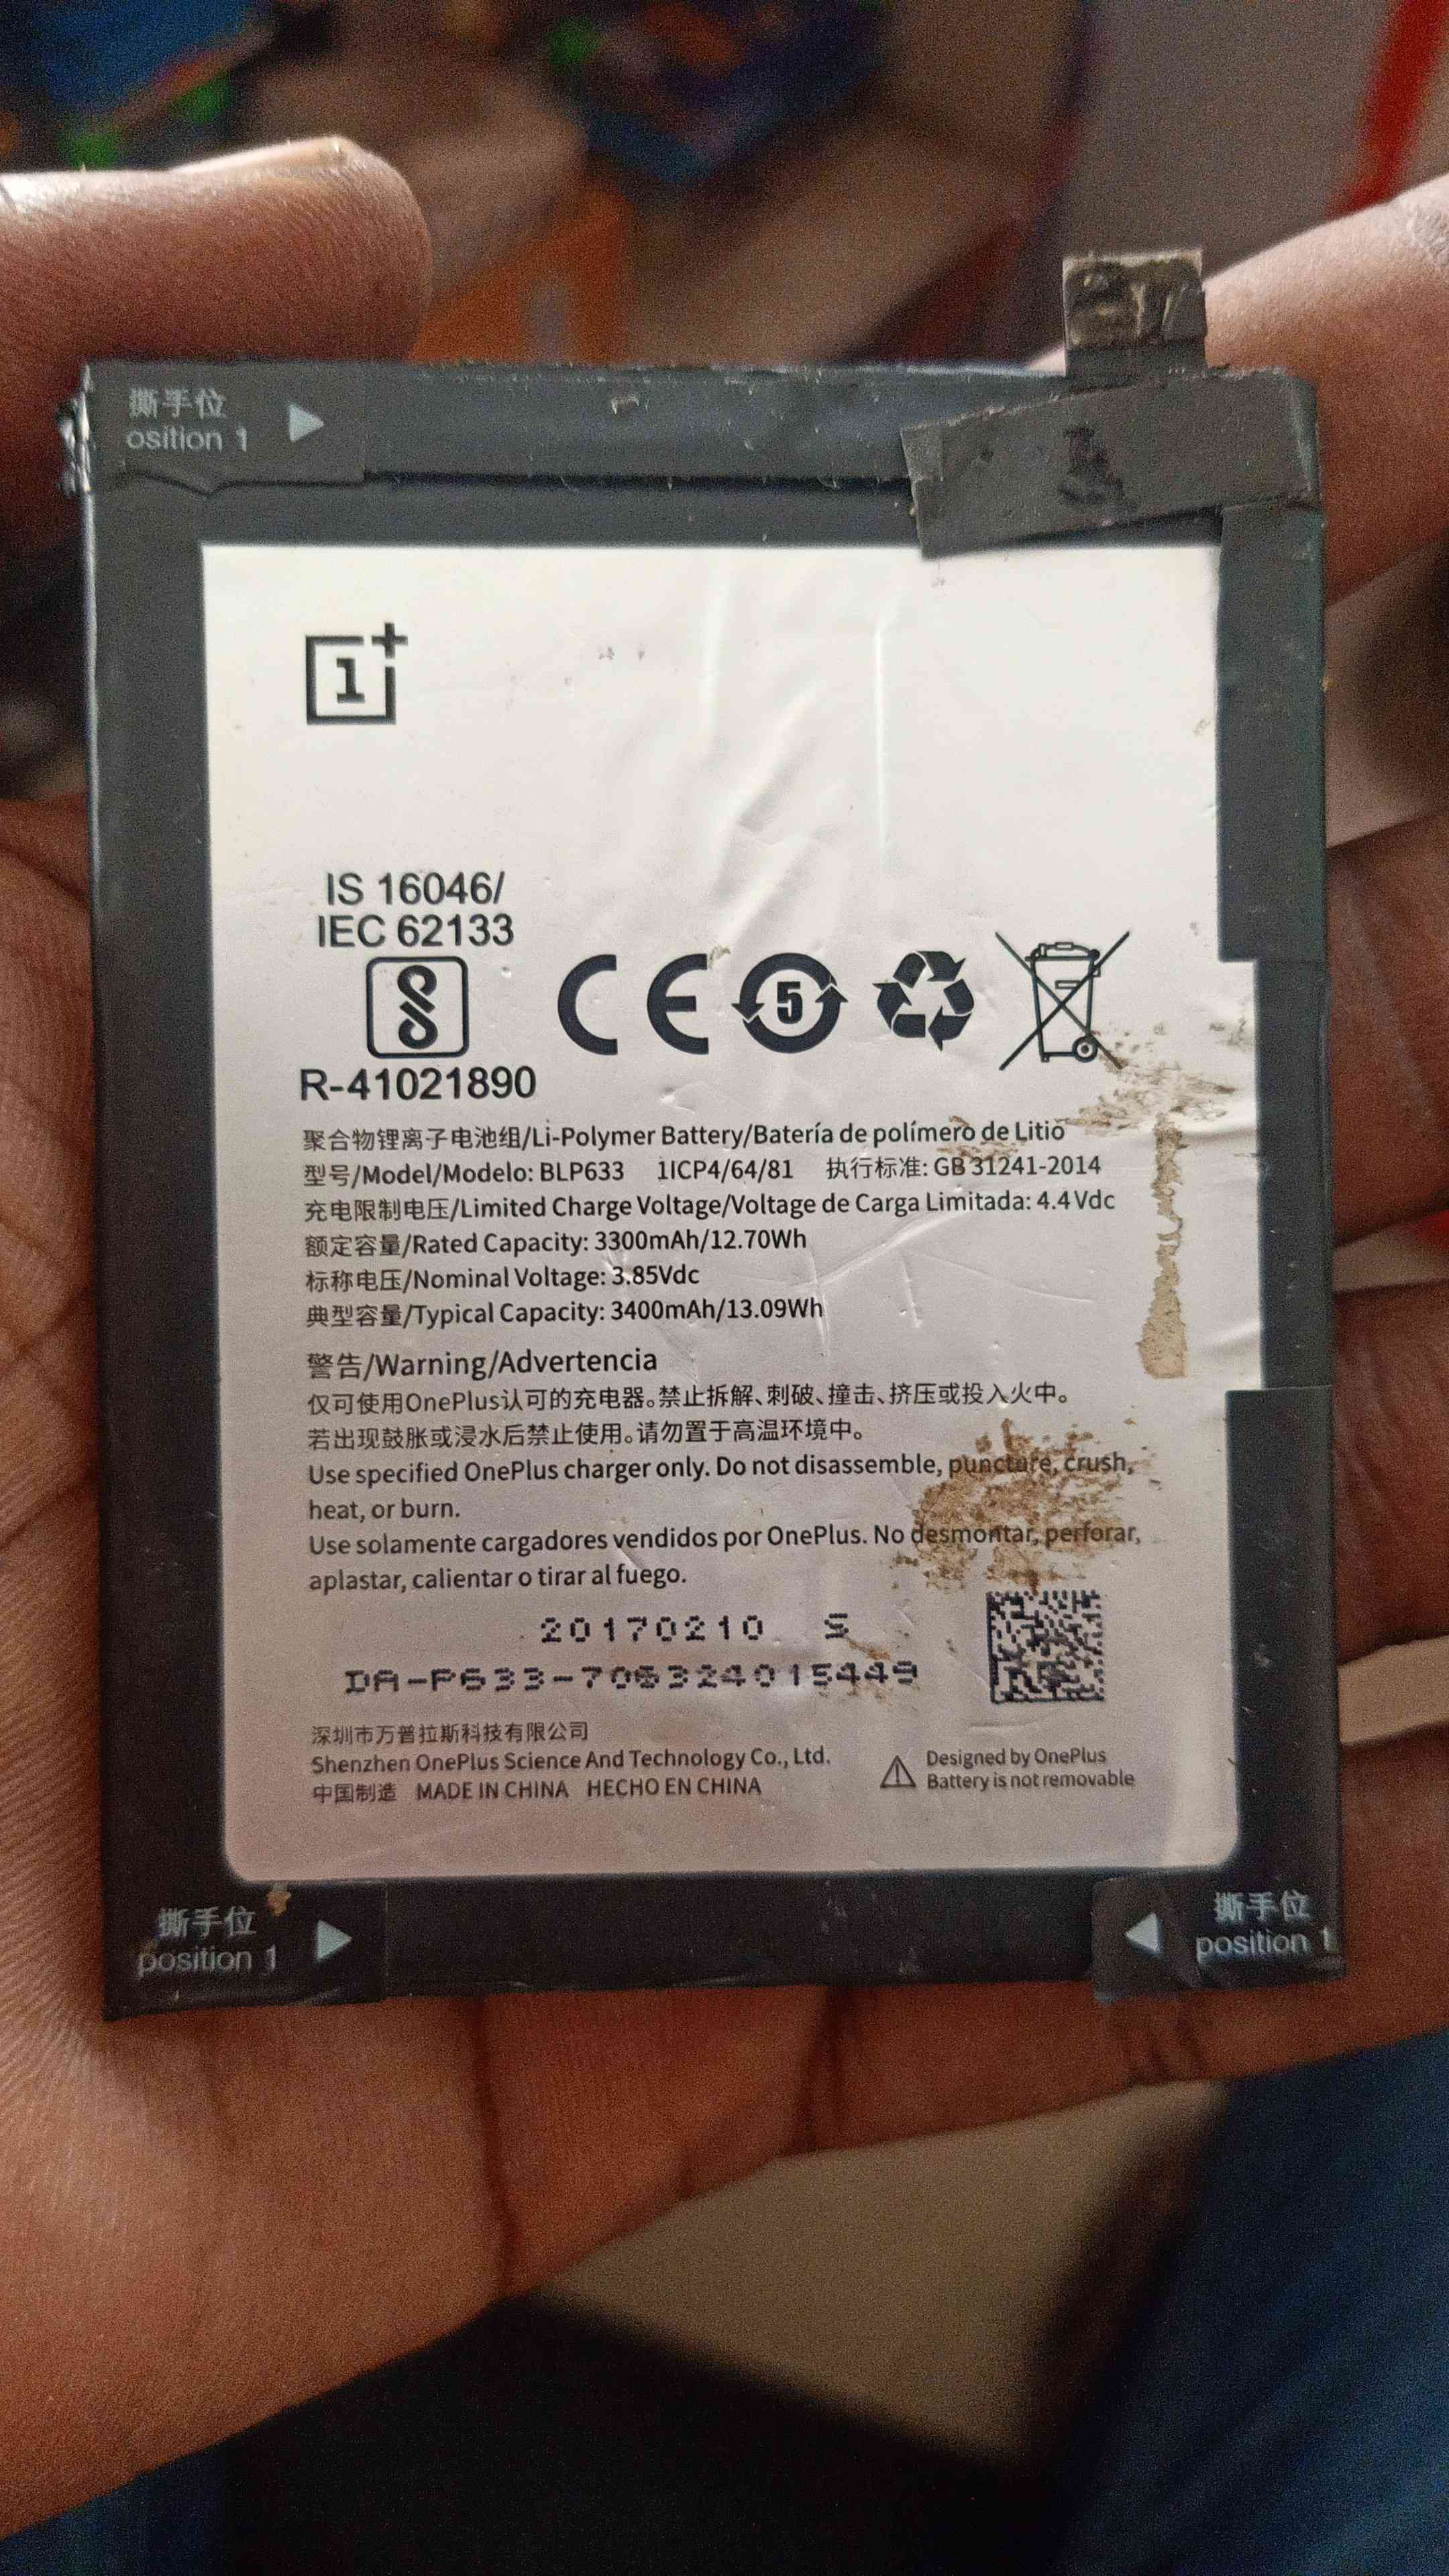 撕手位
osition 1
1+
IS 16046/
IEC 62133
R-41021890
CE
5
聚合物锂离子电池组/Li-Polymer Battery/Batería de polímero de Litio
型号/Model/Modelo: BLP633 1ICP4/64/81 执行标准: GB 31241-2014
充电限制电压/Limited Charge Voltage/Voltage de Carga Limitada: 4.4 Vdc
额定容量/Rated Capacity: 3300mAh/12.70Wh
标称电压/Nominal Voltage: 3.85Vdc
典型容量/Typical Capacity: 3400mAh/13.09Wh
警告/Warning/Advertencia
仅可使用OnePlus认可的充电器。禁止拆解、刺破、撞击、挤压或投入火中。
若出现鼓胀或浸水后禁止使用。请勿置于高温环境中。
Use specified OnePlus charger only. Do not disassemble, puncture, crush,
heat, or burn.
Use solamente cargadores vendidos por OnePlus. No desmontar, perforar,
aplastar, calientar o tirar al fuego.
20170210 S
DA-P633-706324015449
深圳市万普拉斯科技有限公司
Shenzhen OnePlus Science And Technology Co., Ltd.
中国制造 MADE IN CHINA HECHO EN CHINA
Designed by OnePlus
Battery is not removable
撕手位
position 1
撕手位
position 1